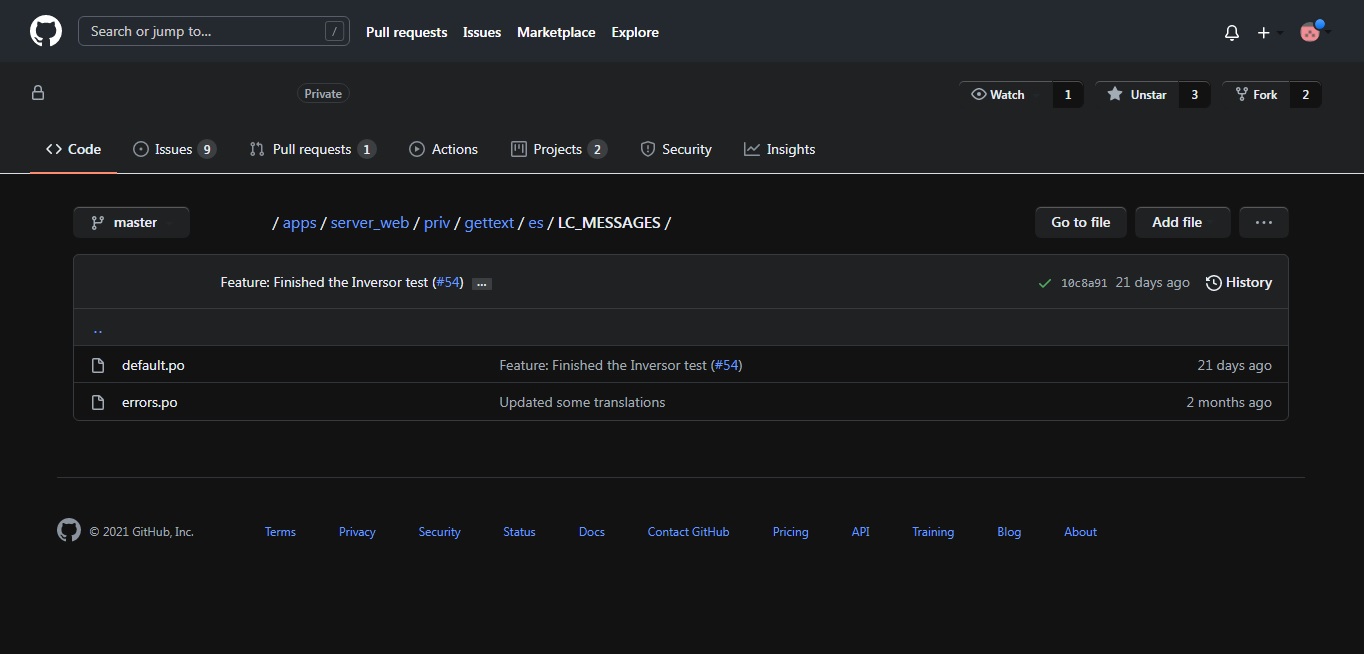 Search or jump to... / Pull requests Issues Marketplace Explore
Private Watch 1 Unstar 3 Fork 2
Code Issues 9 Pull requests 1 Actions Projects 2 Security Insights
master / apps / server_web / priv / gettext / es / LC_MESSAGES / Go to file Add file ...
Feature: Finished the Inversor test (#54) ... 10c8a91 21 days ago History
..
default.po Feature: Finished the Inversor test (#54) 21 days ago
errors.po Updated some translations 2 months ago
© 2021 GitHub, Inc. Terms Privacy Security Status Docs Contact GitHub Pricing API Training Blog About